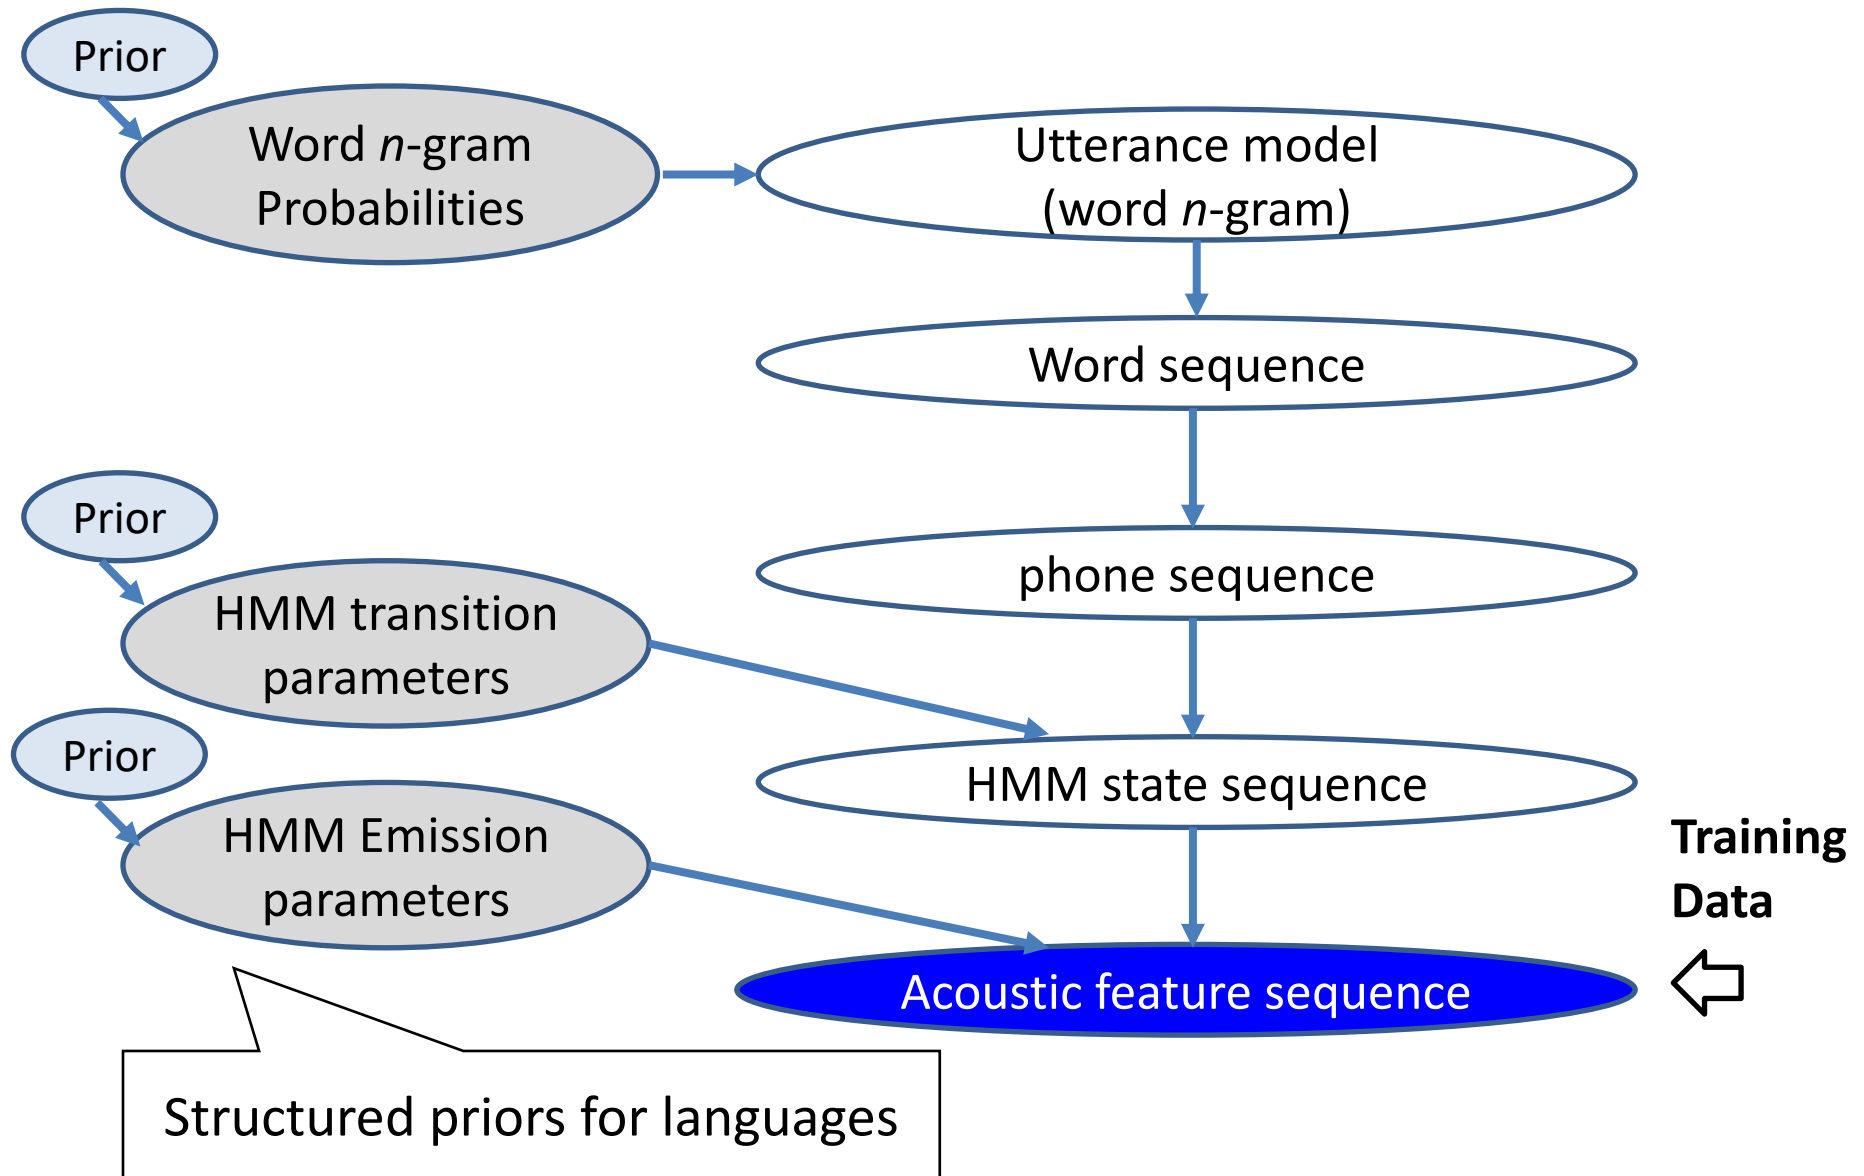 Prior
Word n-gram
Probabilities
Utterance model
(word n-gram)
Word sequence
Prior
phone sequence
HMM transition
parameters
Prior
HMM state sequence
HMM Emission
parameters
Training
Data
Acoustic feature sequence
Structured priors for languages